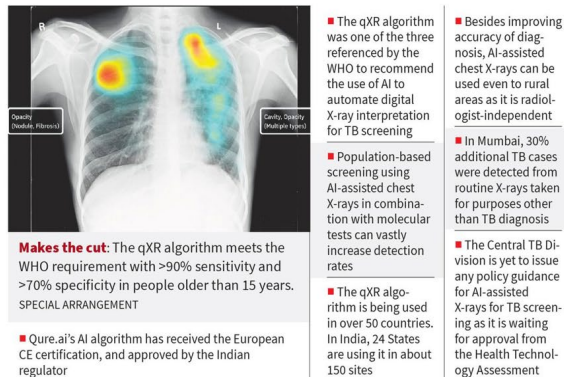 R
L
Opacity
(Nodule, Fibrosis)
Cavity, Opacity
(Multiple types)
Makes the cut: The qXR algorithm meets the
WHO requirement with >90% sensitivity and
>70% specificity in people older than 15 years.
SPECIAL ARRANGEMENT
Qure.ai’s AI algorithm has received the European
CE certification, and approved by the Indian
regulator
The qXR algorithm
was one of the three
referenced by the
WHO to recommend
the use of AI to
automate digital
X-ray interpretation
for TB screening
Population-based
screening using
AI-assisted chest
X-rays in combina-
tion with molecular
tests can vastly
increase detection
rates
The qXR algo-
rithm is being used
in over 50 countries.
In India, 24 States
are using it in about
150 sites
Besides improving
accuracy of diag-
nosis, AI-assisted
chest X-rays can be
used even to rural
areas as it is radiol-
ogist-independent
In Mumbai, 30%
additional TB cases
were detected from
routine X-rays taken
for purposes other
than TB diagnosis
The Central TB Di-
vision is yet to issue
any policy guidance
for AI-assisted
X-rays for TB screen-
ing as it is waiting
for approval from
the Health Technol-
ogy Assessment